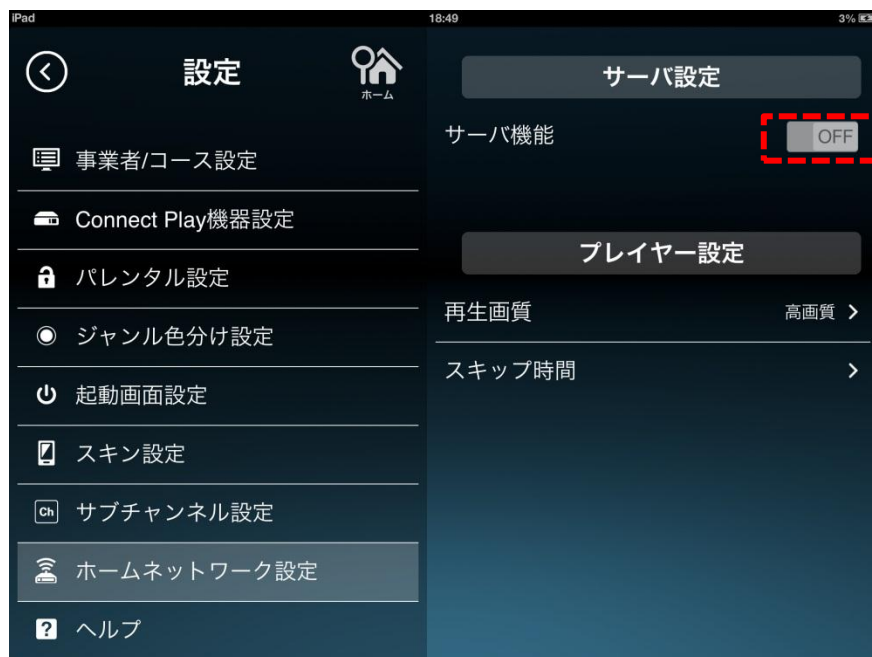 iPad
18:49
3%
設定
ホーム
事業者/コース設定
Connect Play機器設定
パレンタル設定
ジャンル色分け設定
起動画面設定
スキン設定
Ch サブチャンネル設定
ホームネットワーク設定
? ヘルプ
サーバ設定
サーバ機能
OFF
プレイヤー設定
再生画質 高画質
スキップ時間